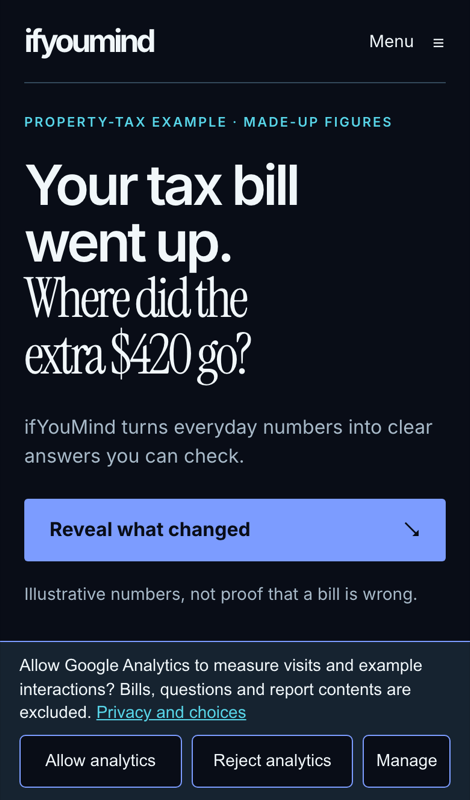 ifyoumind
Menu ≡
PROPERTY-TAX EXAMPLE · MADE-UP FIGURES
Your tax bill
went up.
Where did the
extra $420 go?
ifYouMind turns everyday numbers into clear
answers you can check.
Reveal what changed ↘
Illustrative numbers, not proof that a bill is wrong.
Allow Google Analytics to measure visits and example
interactions? Bills, questions and report contents are
excluded. Privacy and choices
Allow analytics Reject analytics Manage